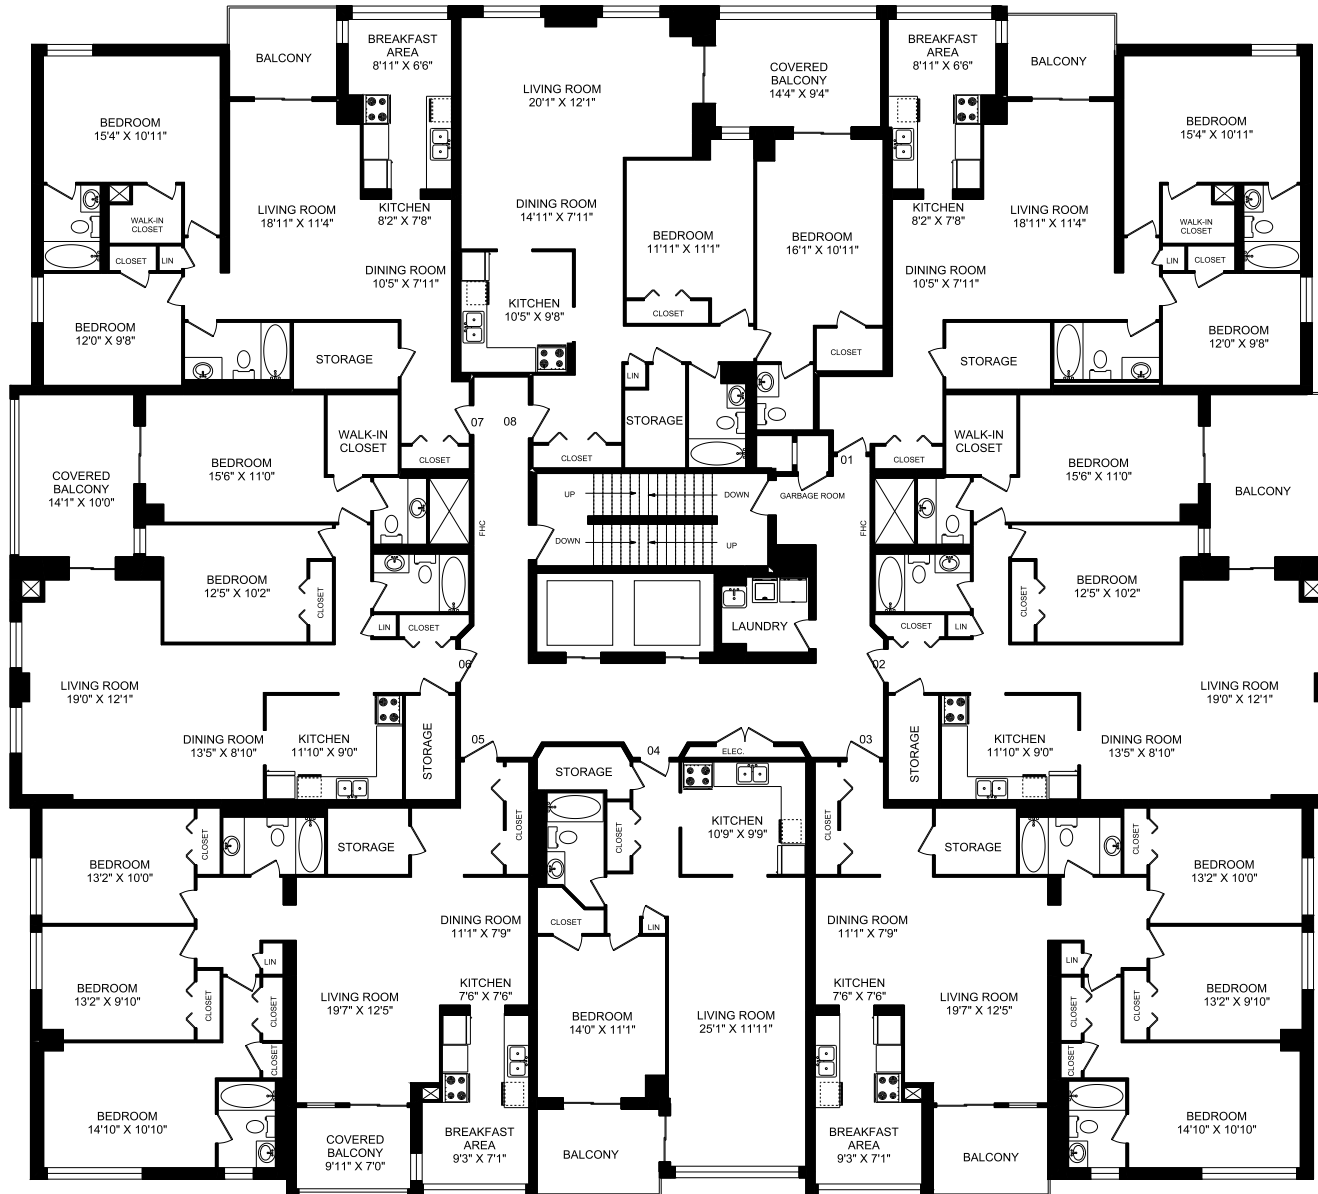 BALCONY
BREAKFAST
AREA
8'11" X 6'6"
LIVING ROOM
20'1" X 12'1"
COVERED
BALCONY
14'4" X 9'4"
BREAKFAST
AREA
8'11" X 6'6"
BALCONY
BEDROOM
15'4" X 10'11"
BEDROOM
15'4" X 10'11"
WALK-IN
CLOSET
LIVING ROOM
18'11" X 11'4"
KITCHEN
8'2" X 7'8"
DINING ROOM
14'11" X 7'11"
BEDROOM
11'11" X 11'1"
BEDROOM
16'1" X 10'11"
KITCHEN
8'2" X 7'8"
LIVING ROOM
18'11" X 11'4"
WALK-IN
CLOSET
CLOSET
LIN
DINING ROOM
10'5" X 7'11"
DINING ROOM
10'5" X 7'11"
LIN
CLOSET
BEDROOM
12'0" X 9'8"
STORAGE
KITCHEN
10'5" X 9'8"
CLOSET
CLOSET
STORAGE
BEDROOM
12'0" X 9'8"
LIN
STORAGE
07
08
01
WALK-IN
CLOSET
CLOSET
CLOSET
CLOSET
WALK-IN
CLOSET
COVERED
BALCONY
14'1" X 10'0"
BEDROOM
15'6" X 11'0"
UP
DOWN
GARBAGE ROOM
BEDROOM
15'6" X 11'0"
BALCONY
FHC
DOWN
UP
FHC
BEDROOM
12'5" X 10'2"
CLOSET
LIN
CLOSET
LAUNDRY
CLOSET
LIN
CLOSET
BEDROOM
12'5" X 10'2"
06
02
LIVING ROOM
19'0" X 12'1"
LIVING ROOM
19'0" X 12'1"
DINING ROOM
13'5" X 8'10"
KITCHEN
11'10" X 9'0"
STORAGE
05
04
ELEC.
03
STORAGE
KITCHEN
11'10" X 9'0"
DINING ROOM
13'5" X 8'10"
STORAGE
BEDROOM
13'2" X 10'0"
CLOSET
STORAGE
CLOSET
CLOSET
KITCHEN
10'9" X 9'9"
CLOSET
STORAGE
CLOSET
BEDROOM
13'2" X 10'0"
DINING ROOM
11'1" X 7'9"
CLOSET
LIN
DINING ROOM
11'1" X 7'9"
LIN
LIN
BEDROOM
13'2" X 9'10"
CLOSET
CLOSET
LIVING ROOM
19'7" X 12'5"
KITCHEN
7'6" X 7'6"
BEDROOM
14'0" X 11'1"
LIVING ROOM
25'1" X 11'11"
KITCHEN
7'6" X 7'6"
LIVING ROOM
19'7" X 12'5"
CLOSET
CLOSET
BEDROOM
13'2" X 9'10"
CLOSET
CLOSET
BEDROOM
14'10" X 10'10"
COVERED
BALCONY
9'11" X 7'0"
BREAKFAST
AREA
9'3" X 7'1"
BALCONY
BREAKFAST
AREA
9'3" X 7'1"
BALCONY
BEDROOM
14'10" X 10'10"